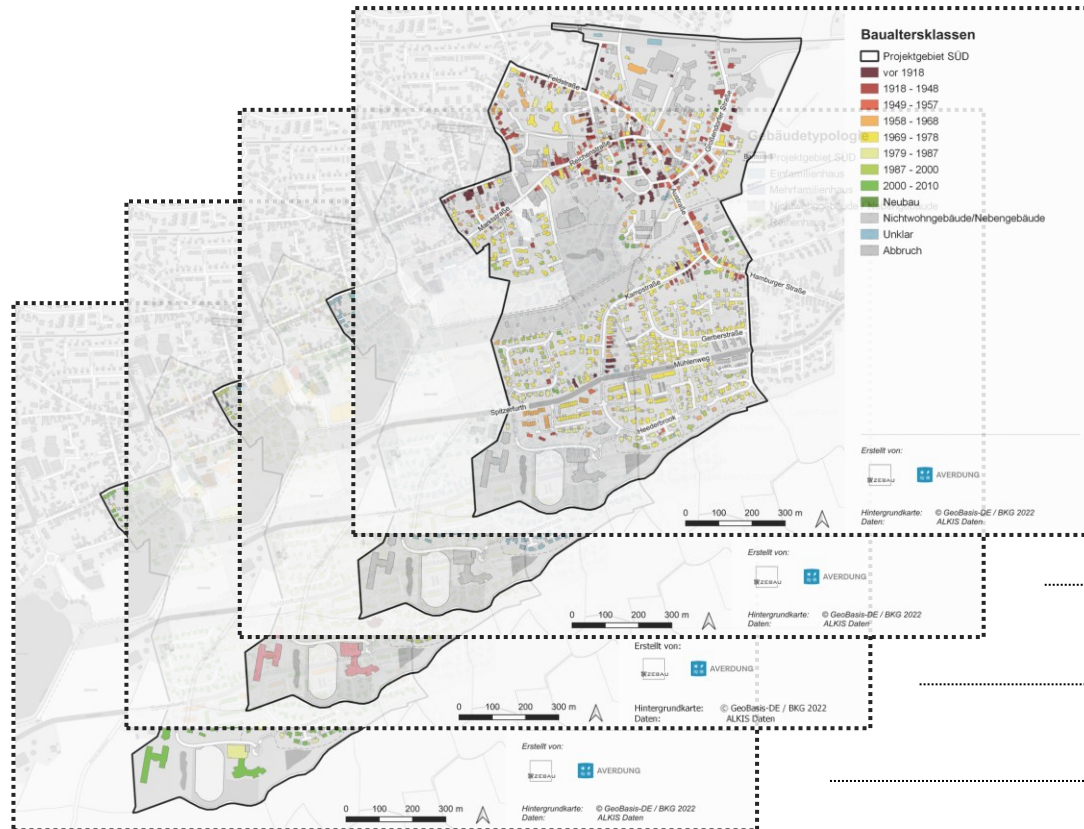 Baualtersklassen
Projektgebiet SÜD
vor 1918
1918 - 1948
1949 - 1957
1958 - 1968
1969 - 1978
1979 - 1987
1987 - 2000
2000 - 2010
Neubau
Nichtwohngebäude/Nebengebäude
Unklar
Abbruch
Gebäudetypologie
Projektgebiet SÜD
Einfamilienhaus
Mehrfamilienhaus
Feldstraße
Reichenstraße
Marktstraße
Austraße
Kampstraße
Hamburger Straße
Gerberstraße
Mühlenweg
Spitzerfurth
Heederbrook
0 100 200 300 m
Erstellt von:
ZEBAU
AVERDUNG
Hintergrundkarte: © GeoBasis-DE / BKG 2022
Daten: ALKIS Daten
0 100 200 300 m
Erstellt von:
ZEBAU
AVERDUNG
Hintergrundkarte: © GeoBasis-DE / BKG 2022
Daten: ALKIS Daten
0 100 200 300 m
Erstellt von:
ZEBAU
AVERDUNG
Hintergrundkarte: © GeoBasis-DE / BKG 2022
Daten: ALKIS Daten
0 100 200 300 m
Erstellt von:
ZEBAU
AVERDUNG
Hintergrundkarte: © GeoBasis-DE / BKG 2022
Daten: ALKIS Daten